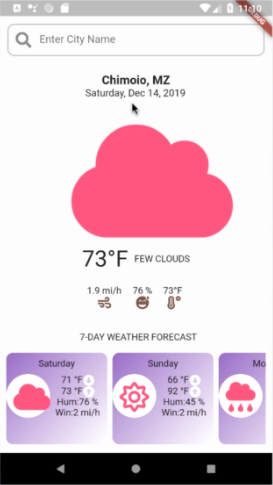 11:10
Enter City Name
Chimoio, MZ
Saturday, Dec 14, 2019
73°F FEW CLOUDS
1.9 mi/h 76 % 73°F
7-DAY WEATHER FORECAST
Saturday
71 °F
73 °F
Hum:76 %
Win:2 mi/h
Sunday
66 °F
92 °F
Hum:45 %
Win:2 mi/h
Mo